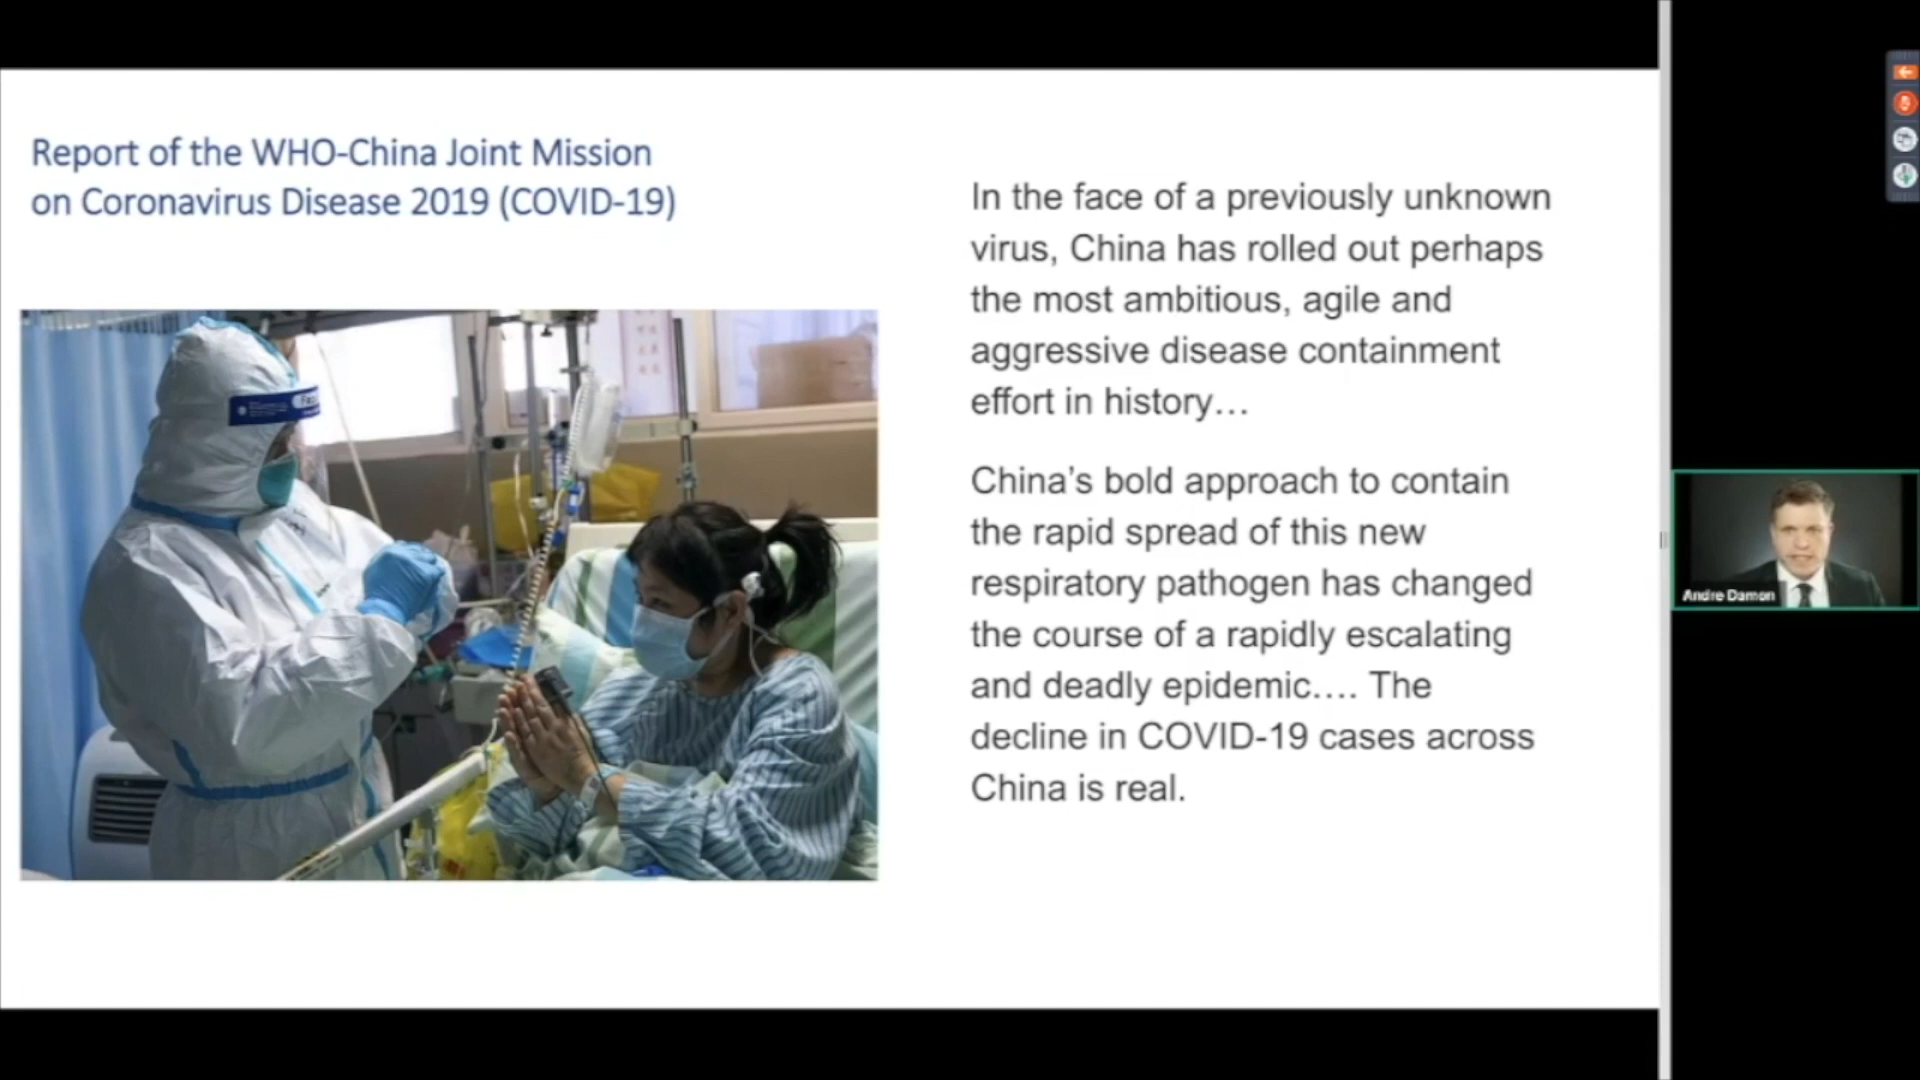 Report of the WHO-China Joint Mission
on Coronavirus Disease 2019 (COVID-19)
In the face of a previously unknown
virus, China has rolled out perhaps
the most ambitious, agile and
aggressive disease containment
effort in history…
China’s bold approach to contain
the rapid spread of this new
respiratory pathogen has changed
the course of a rapidly escalating
and deadly epidemic…. The
decline in COVID-19 cases across
China is real.
Andre Damon